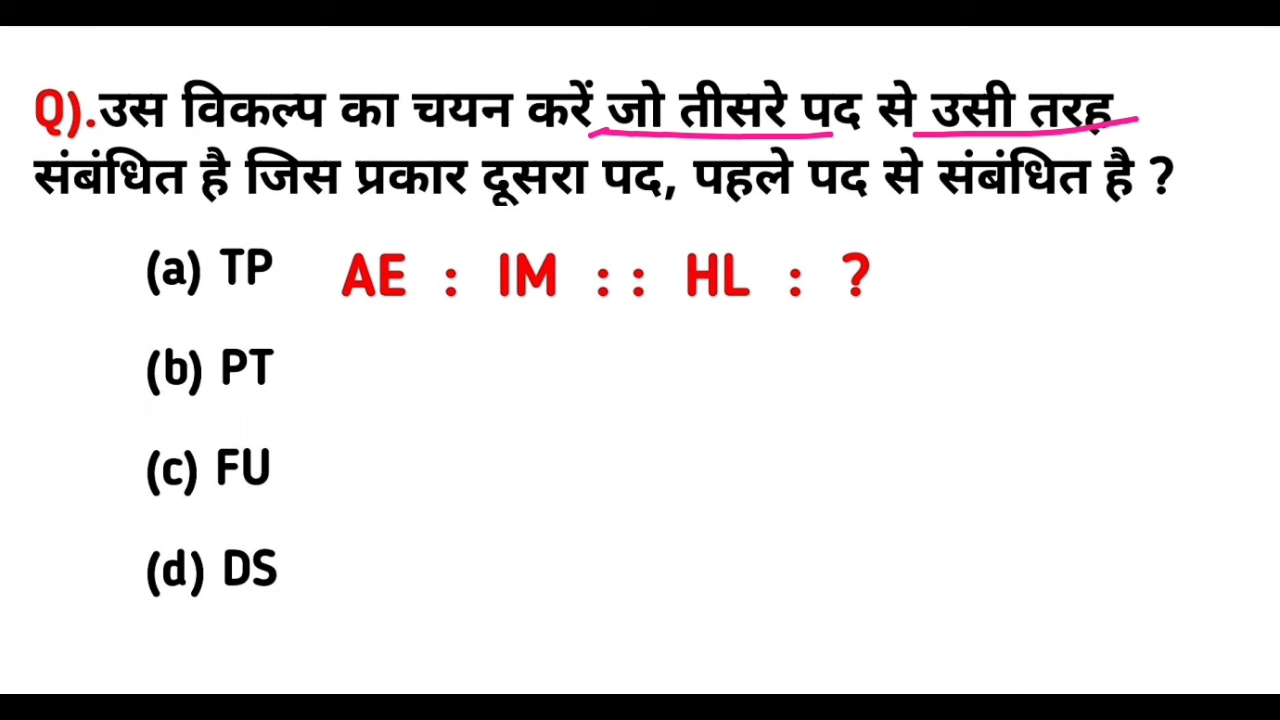 Q).उस विकल्प का चयन करें जो तीसरे पद से उसी तरह
संबंधित है जिस प्रकार दूसरा पद, पहले पद से संबंधित है ?
(a) TP AE : IM : : HL : ?
(b) PT
(c) FU
(d) DS